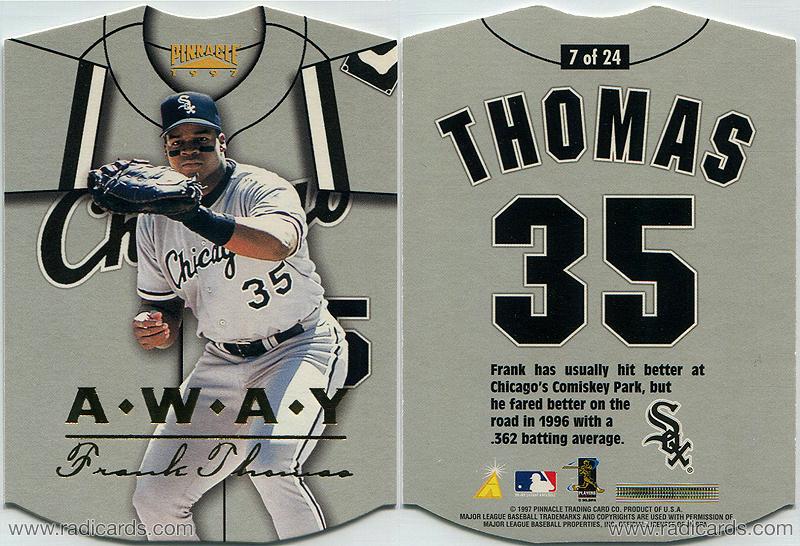 PINNACLE
1997
Chicago
Chicago
35
A•W•A•Y
Frank Thomas
www.radicards.com
7 of 24
THOMAS
35
Frank has usually hit better at
Chicago's Comiskey Park, but
he fared better on the
road in 1996 with a
.362 batting average.
Sox
© 1997 PINNACLE TRADING CARD CO. PRODUCT OF U.S.A.
MAJOR LEAGUE BASEBALL TRADEMARKS AND COPYRIGHTS ARE USED WITH PERMISSION OF
MAJOR LEAGUE BASEBALL PROPERTIES, INC.
www.radicards.com